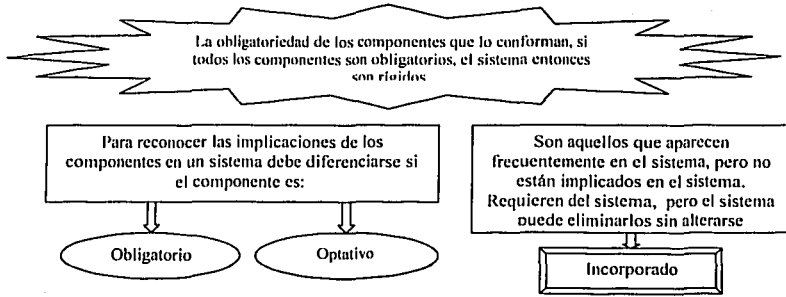 La obligatoriedad de los componentes que lo conforman, si
todos los componentes son obligatorios, el sistema entonces
son rígidos
Para reconocer las implicaciones de los
componentes en un sistema debe diferenciarse si
el componente es:
Obligatorio
Optativo
Son aquellos que aparecen
frecuentemente en el sistema, pero no
están implicados en el sistema.
Requieren del sistema, pero el sistema
puede eliminarlos sin alterarse
Incorporado